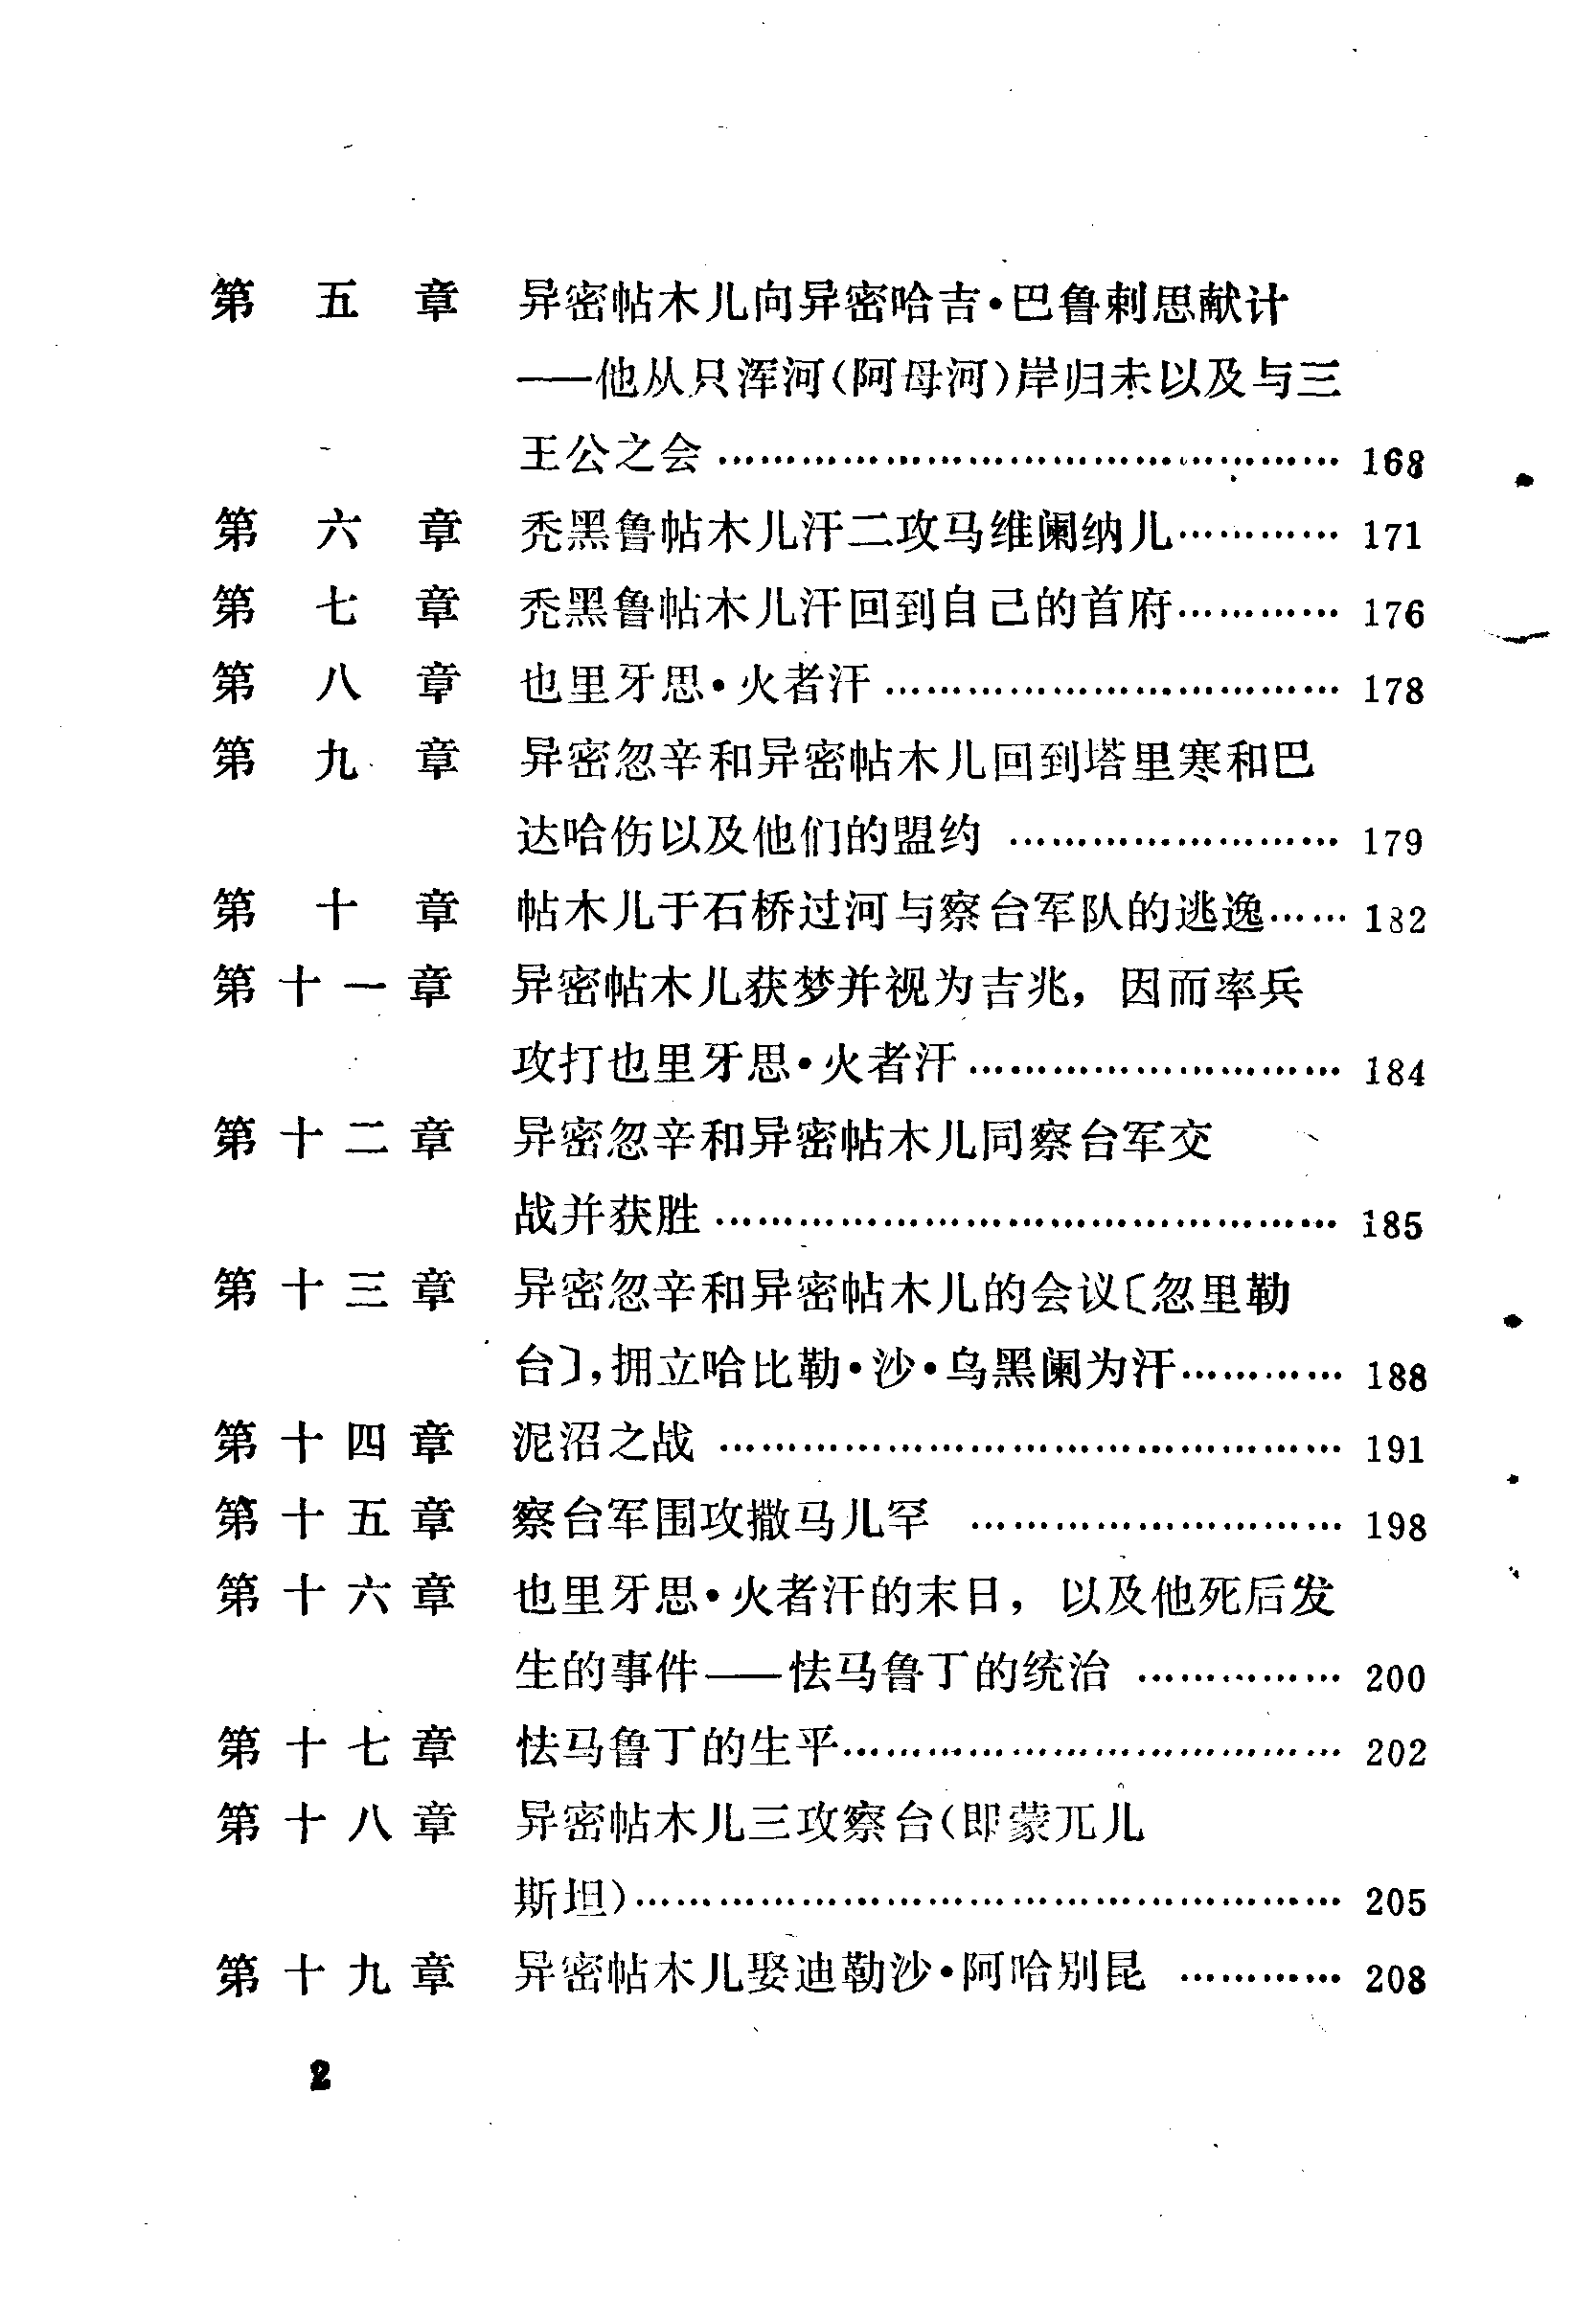 第五章 异密帖木儿向异密哈吉·巴鲁剌思献计
——他从只浑河(阿母河)岸归来以及与三
王公之会 …………………………………… 168
第六章 秃黑鲁帖木儿汗二攻马维阑纳儿………… 171
第七章 秃黑鲁帖木儿汗回到自己的首府………… 176
第八章 也里牙思·火者汗 ………………………… 178
第九章 异密忽辛和异密帖木儿回到塔里寒和巴
达哈伤以及他们的盟约 …………………… 179
第十章 帖木儿于石桥过河与察台军队的逃逸…… 182
第十一章 异密帖木儿获梦并视为吉兆，因而率兵
攻打也里牙思·火者汗……………………… 184
第十二章 异密忽辛和异密帖木儿同察台军交
战并获胜 …………………………………… 185
第十三章 异密忽辛和异密帖木儿的会议〔忽里勒
台〕，拥立哈比勒·沙·乌黑阑为汗………… 188
第十四章 泥沼之战 …………………………………… 191
第十五章 察台军围攻撒马儿罕 …………………… 198
第十六章 也里牙思·火者汗的末日，以及他死后发
生的事件——怯马鲁丁的统治 …………… 200
第十七章 怯马鲁丁的生平…………………………… 202
第十八章 异密帖木儿三攻察台(即蒙兀儿
斯坦)………………………………………… 205
第十九章 异密帖木儿娶迪勒沙·阿哈别昆 ………… 208
2